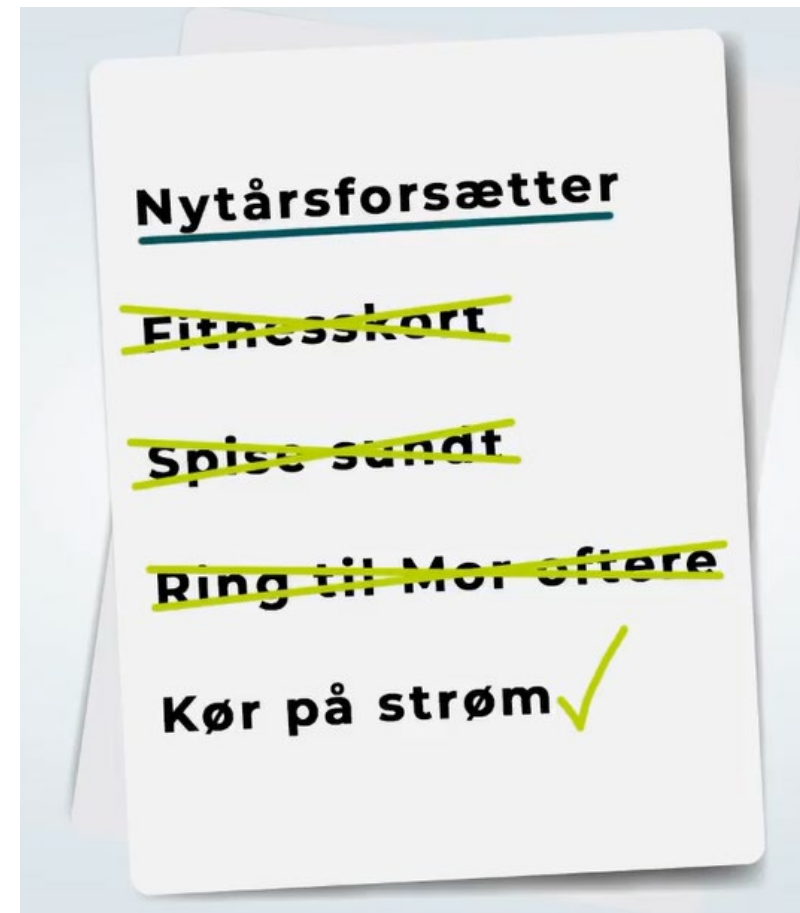 Nytårsforsætter
Fitnesskort
Spise sundt
Ring til Mor oftere
Kør på strøm